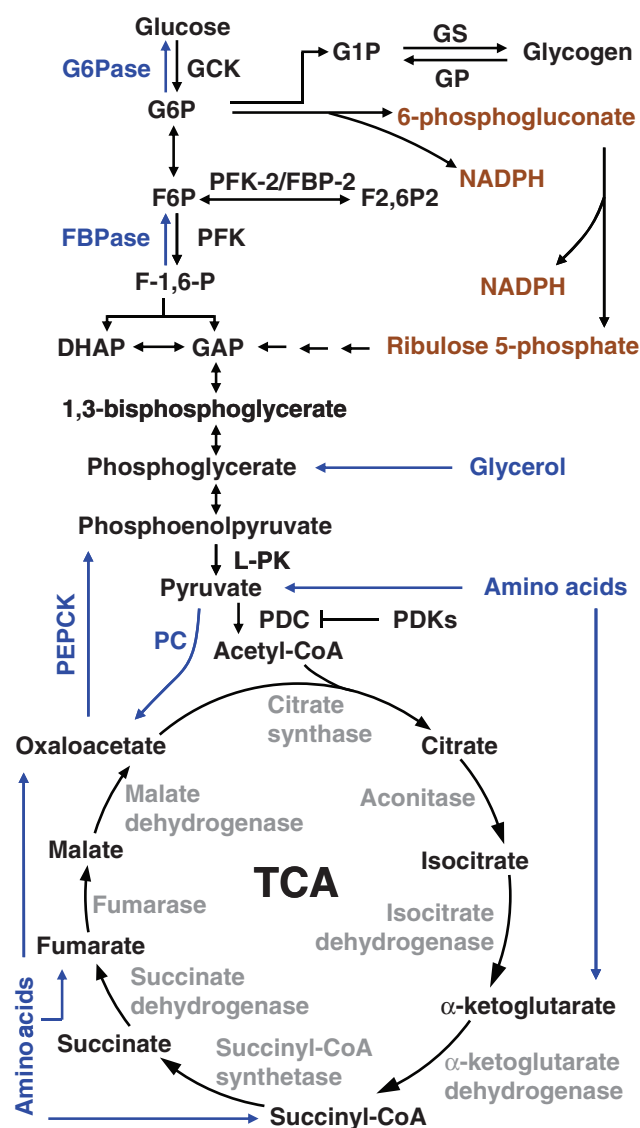 Glucose
G6Pase
GCK
G6P
G1P
GS
GP
Glycogen
6-phosphogluconate
NADPH
F6P
PFK-2/FBP-2
F2,6P2
FBPase
PFK
F-1,6-P
NADPH
DHAP
GAP
Ribulose 5-phosphate
1,3-bisphosphoglycerate
Phosphoglycerate
Glycerol
Phosphoenolpyruvate
L-PK
Pyruvate
Amino acids
PEPCK
PC
PDC
PDKs
Acetyl-CoA
Citrate
synthase
Oxaloacetate
Citrate
Malate
dehydrogenase
Aconitase
Malate
TCA
Isocitrate
Fumarase
Isocitrate
dehydrogenase
Fumarate
Succinate
dehydrogenase
α-ketoglutarate
Amino acids
Succinate
Succinyl-CoA
synthetase
α-ketoglutarate
dehydrogenase
Succinyl-CoA